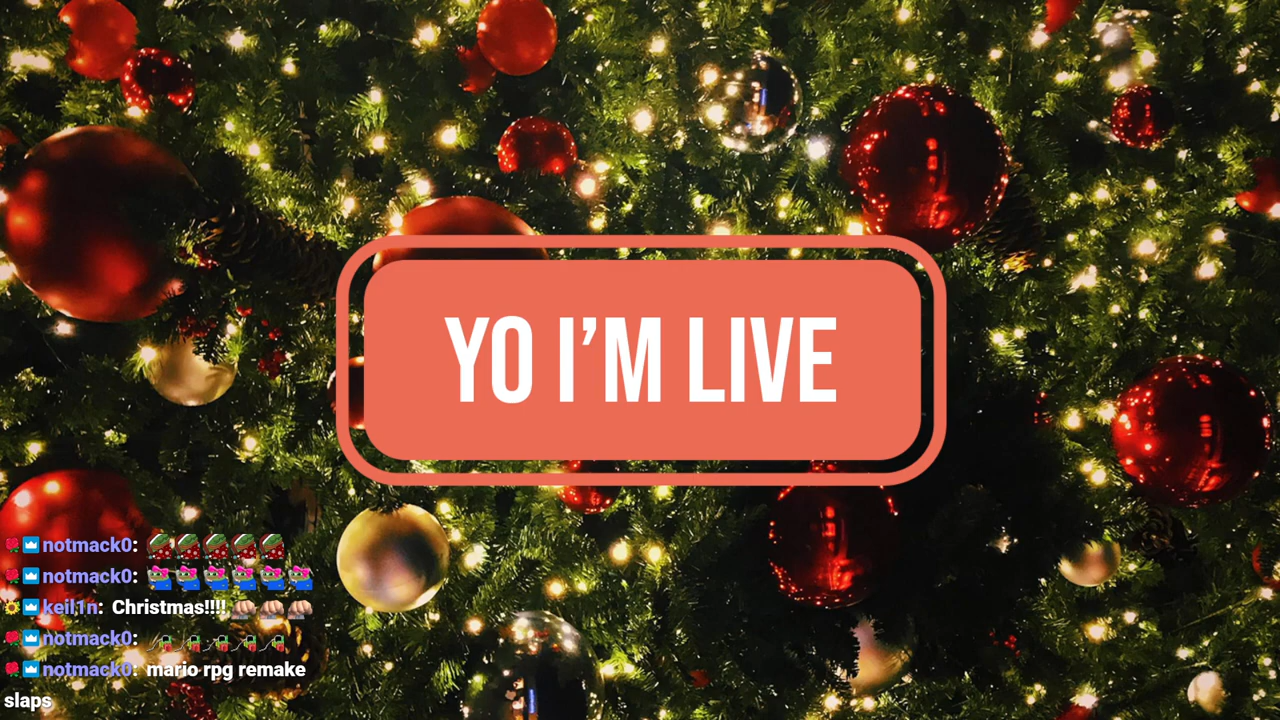 YO I'M LIVE
notmack0:
notmack0:
keil1n: Christmas!!!!
notmack0:
notmack0: mario rpg remake
slaps